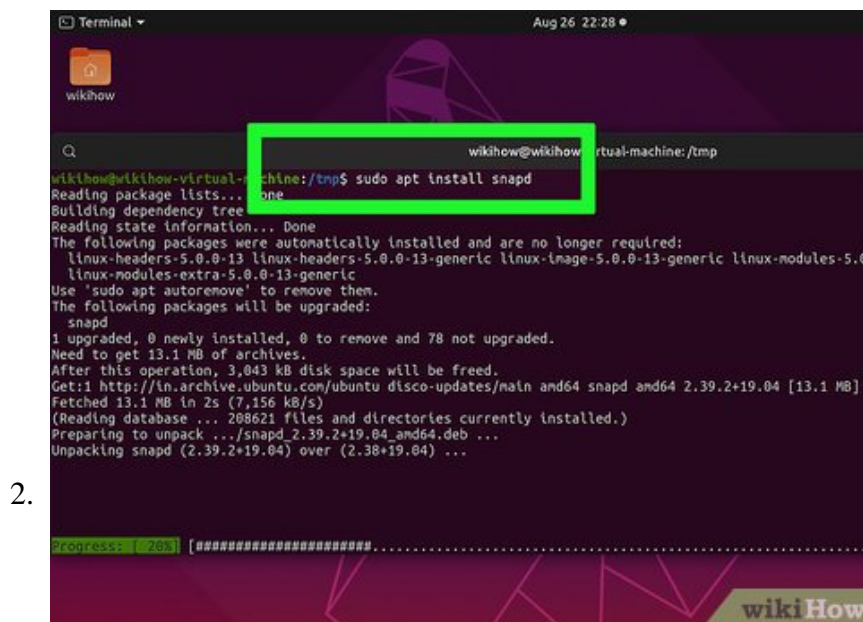 Terminal
Aug 26 22:28
wikihow
wikihow@wikihow rtual-machine: /tmp
wikihow@wikihow-virtual-m chine:/tmp$ sudo apt install snapd
Reading package lists... one
Building dependency tree
Reading state information... Done
The following packages were automatically installed and are no longer required:
linux-headers-5.0.0-13 linux-headers-5.0.0-13-generic linux-image-5.0.0-13-generic linux-modules-5.0
linux-modules-extra-5.0.0-13-generic
Use 'sudo apt autoremove' to remove them.
The following packages will be upgraded:
snapd
1 upgraded, 0 newly installed, 0 to remove and 78 not upgraded.
Need to get 13.1 MB of archives.
After this operation, 3,043 kB disk space will be freed.
Get:1 http://in.archive.ubuntu.com/ubuntu disco-updates/main amd64 snapd amd64 2.39.2+19.04 [13.1 MB]
Fetched 13.1 MB in 2s (7,156 kB/s)
(Reading database ... 208621 files and directories currently installed.)
Preparing to unpack .../snapd_2.39.2+19.04_amd64.deb ...
Unpacking snapd (2.39.2+19.04) over (2.38+19.04) ...
2.
Progress: [ 20%] [######################......................................................
wikiHow